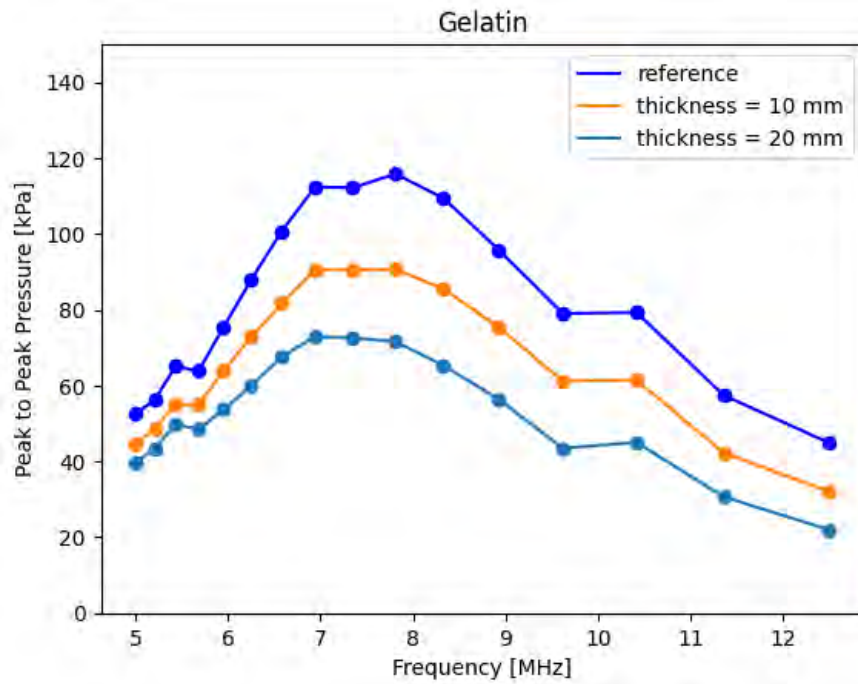 Gelatin
reference
thickness = 10 mm
thickness = 20 mm
Peak to Peak Pressure [kPa]
140
120
100
80
60
40
20
0
5 6 7 8 9 10 11 12
Frequency [MHz]